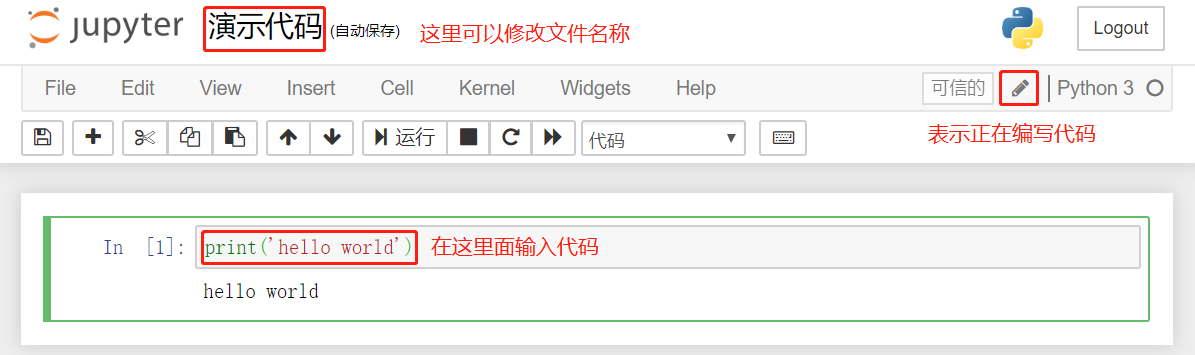 jupyter 演示代码 (自动保存) 这里可以修改文件名称 Logout
File Edit View Insert Cell Kernel Widgets Help 可信的 Python 3
运行 代码 表示正在编写代码
In [1]: print('hello world') 在这里面输入代码
hello world